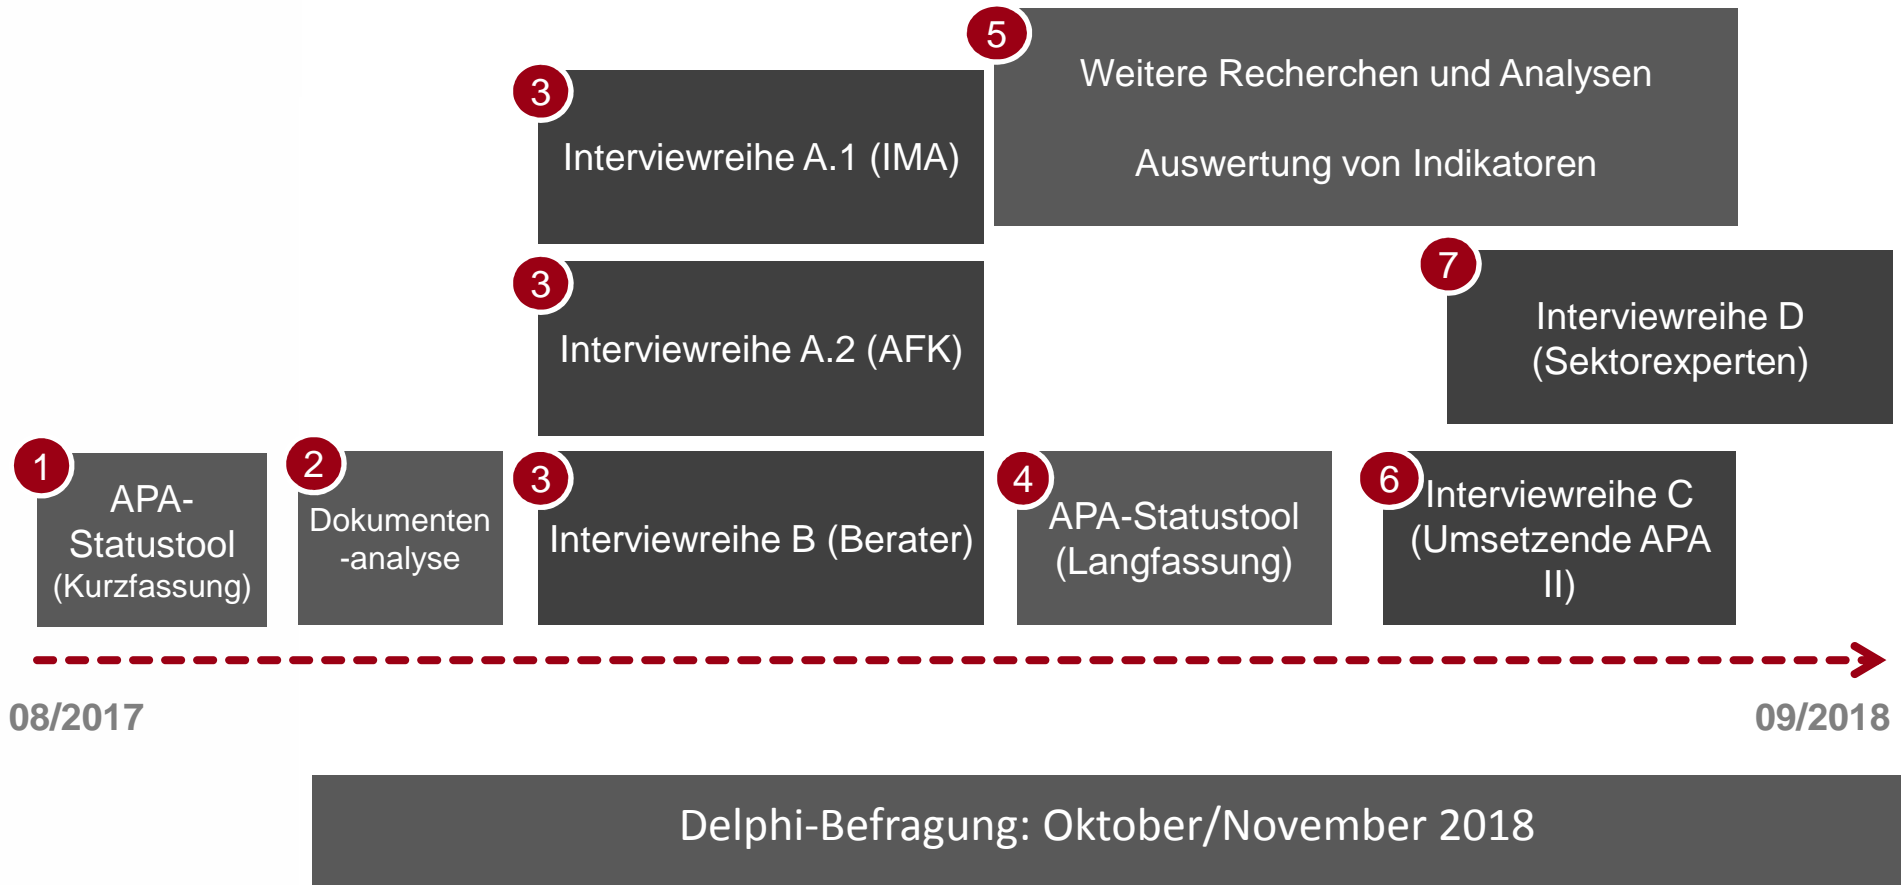 5
Weitere Recherchen und Analysen
Auswertung von Indikatoren
3
Interviewreihe A.1 (IMA)
3
Interviewreihe A.2 (AFK)
7
Interviewreihe D
(Sektorexperten)
1
APA-
Statustool
(Kurzfassung)
2
Dokumenten
-analyse
3
Interviewreihe B (Berater)
4
APA-Statustool
(Langfassung)
6
Interviewreihe C
(Umsetzende APA
II)
08/2017
09/2018
Delphi-Befragung: Oktober/November 2018